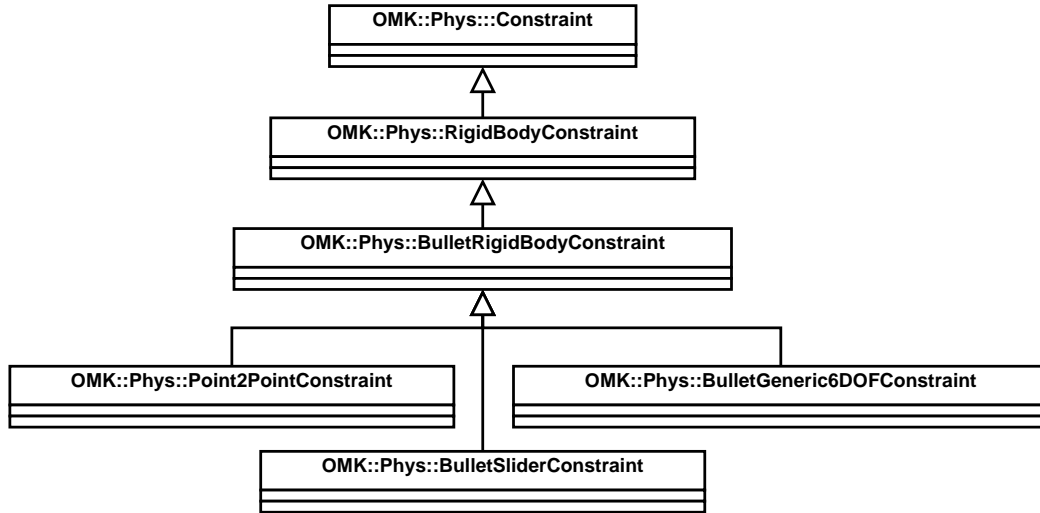 OMK::Phys:::Constraint
OMK::Phys::RigidBodyConstraint
OMK::Phys::BulletRigidBodyConstraint
OMK::Phys::Point2PointConstraint
OMK::Phys::BulletGeneric6DOFConstraint
OMK::Phys::BulletSliderConstraint